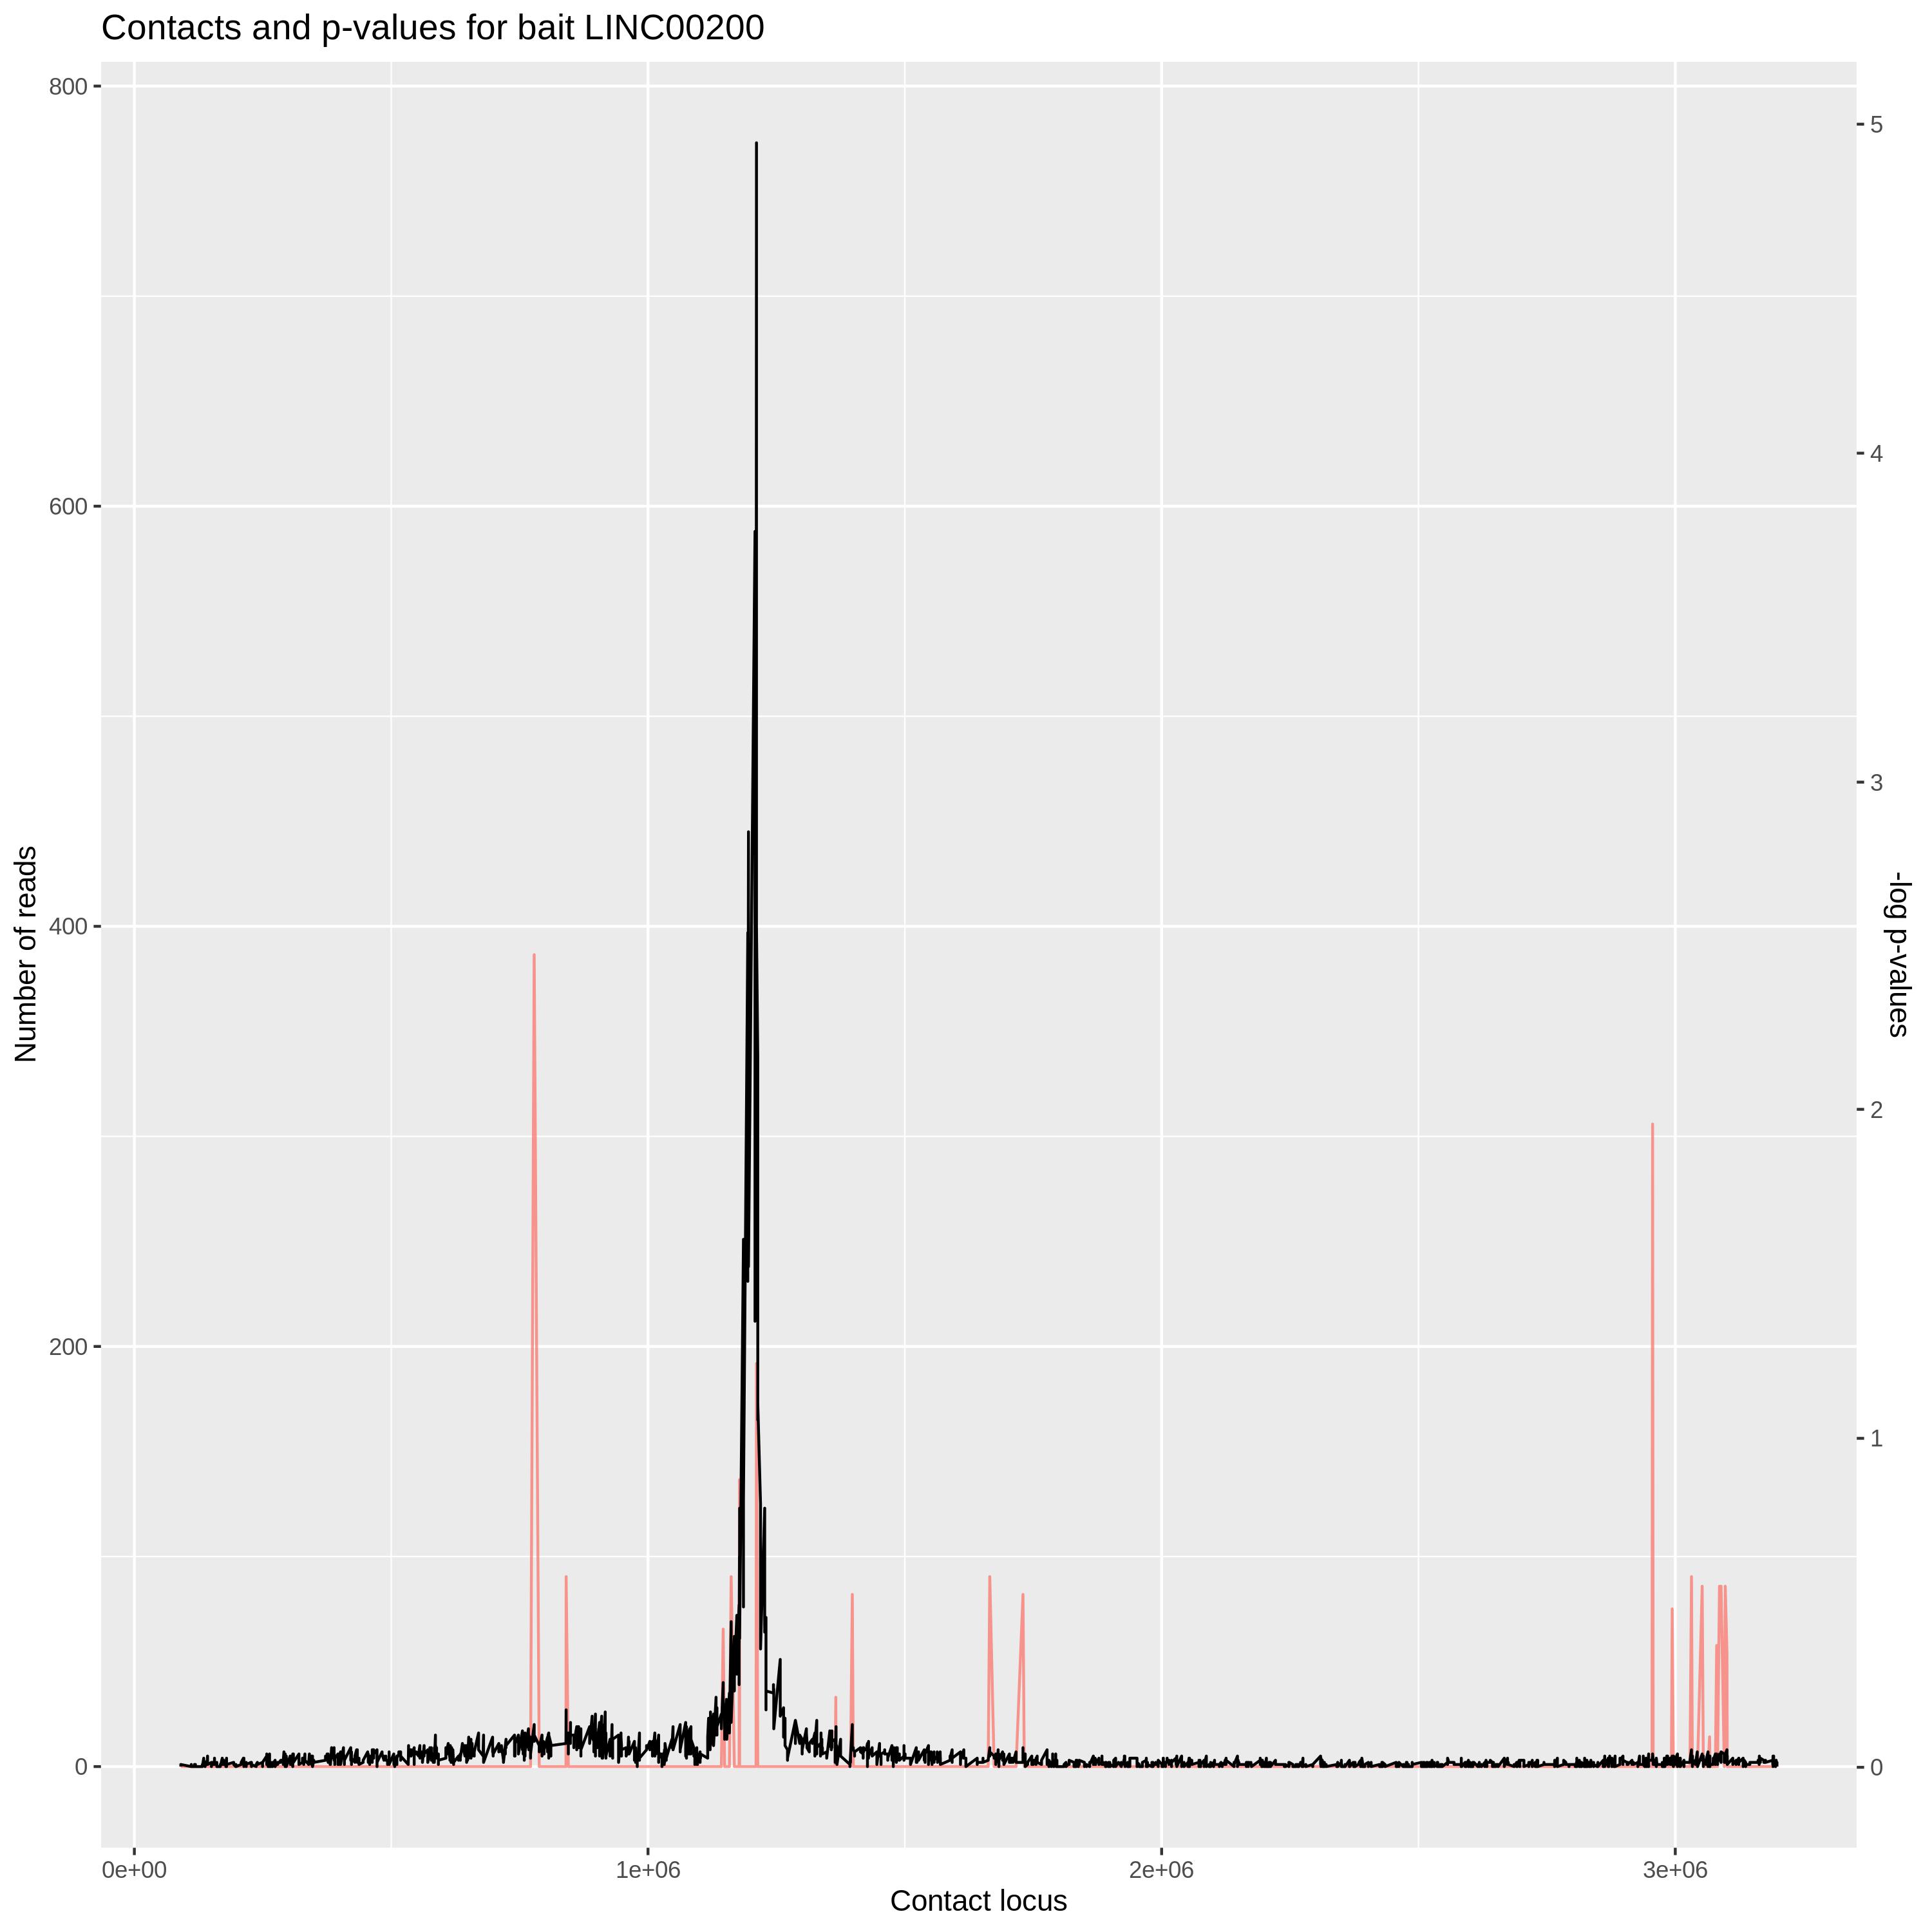 Contacts and p-values for bait LINC00200
800
600
400
200
0
Number of reads
5
4
3
2
1
0
-log p-values
0e+00
1e+06
2e+06
3e+06
Contact locus